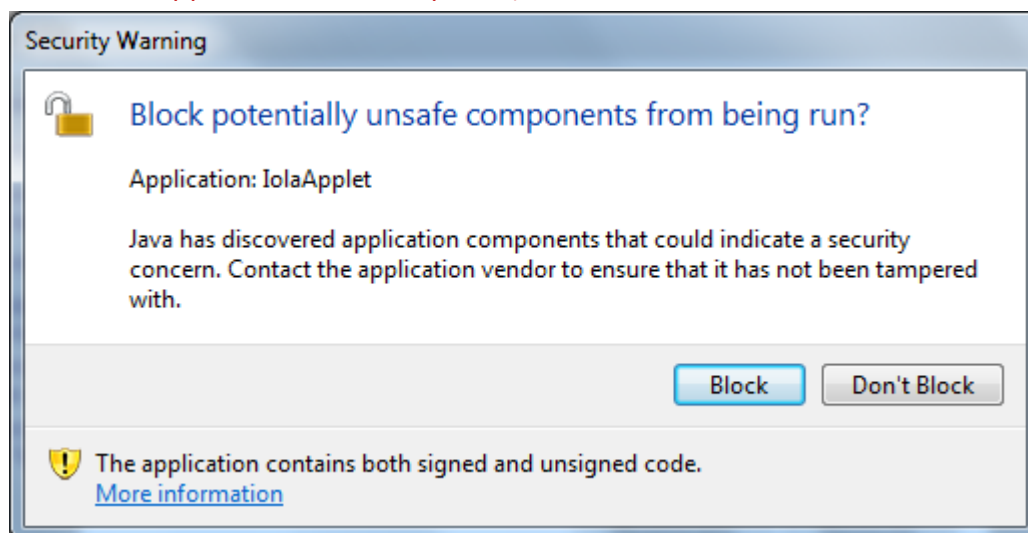 Security Warning
Block potentially unsafe components from being run?
Application: IolaApplet
Java has discovered application components that could indicate a security
concern. Contact the application vendor to ensure that it has not been tampered
with.
Block
Don't Block
The application contains both signed and unsigned code.
More information